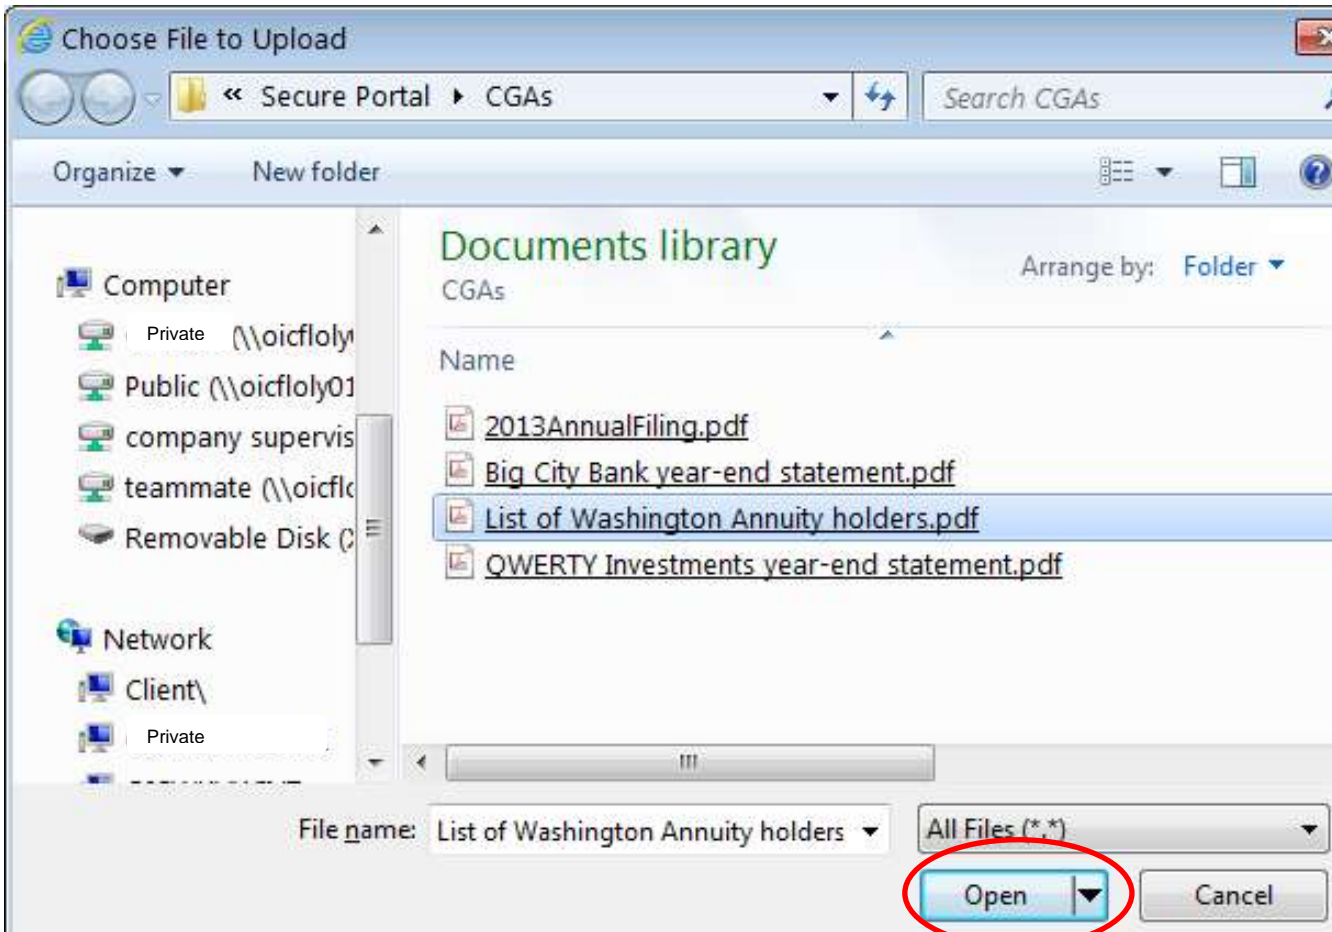 Choose File to Upload
« Secure Portal ▸ CGAs
Search CGAs
Organize
New folder
Computer
Private (\\oicfloly
Public (\\oicfloly01
company supervis
teammate (\\oicflc
Removable Disk (
Network
Client\
Private
Documents library
CGAs
Arrange by: Folder
Name
2013AnnualFiling.pdf
Big City Bank year-end statement.pdf
List of Washington Annuity holders.pdf
QWERTY Investments year-end statement.pdf
File name: List of Washington Annuity holders
All Files (*.*)
Open
Cancel